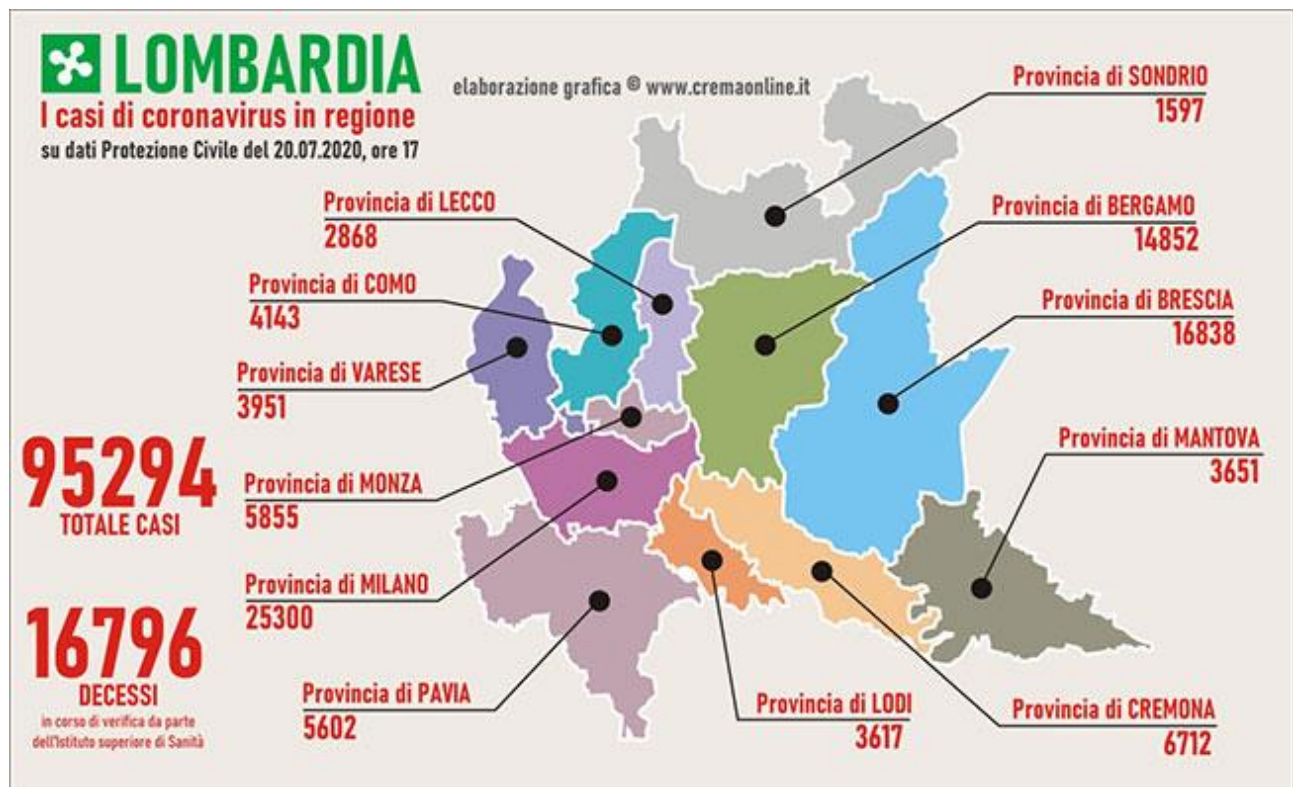 LOMBARDIA
I casi di coronavirus in regione
su dati Protezione Civile del 20.07.2020, ore 17
elaborazione grafica © www.cremaonline.it
Provincia di SONDRIO
1597
Provincia di LECCO
2868
Provincia di BERGAMO
14852
Provincia di COMO
4143
Provincia di BRESCIA
16838
Provincia di VARESE
3951
Provincia di MANTOVA
3651
95294
TOTALE CASI
Provincia di MONZA
5855
Provincia di MILANO
25300
16796
DECESSI
in corso di verifica da parte
dell'Istituto superiore di Sanità
Provincia di PAVIA
5602
Provincia di LODI
3617
Provincia di CREMONA
6712